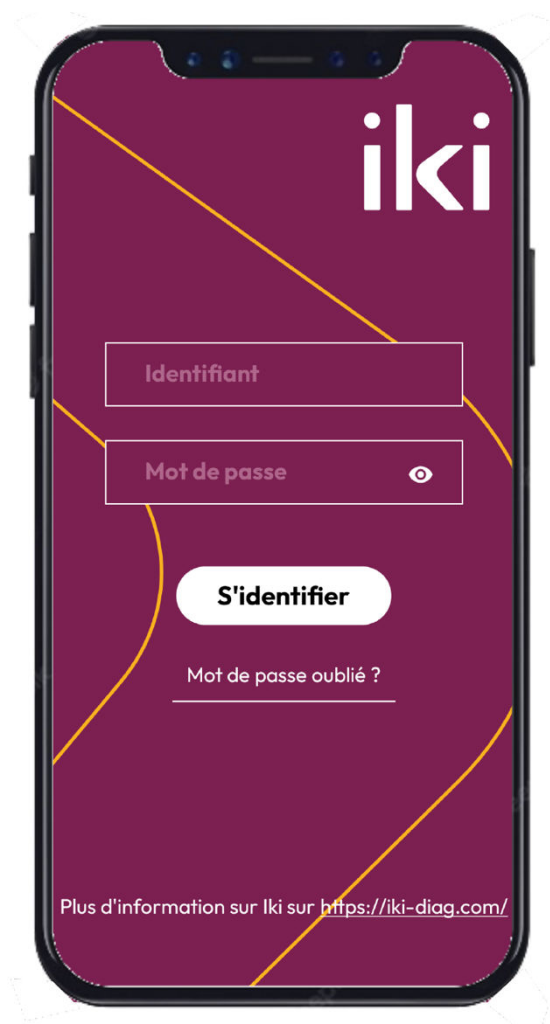 iki
Identifiant
Mot de passe
S'identifier
Mot de passe oublié ?
Plus d'information sur Iki sur https://iki-diag.com/